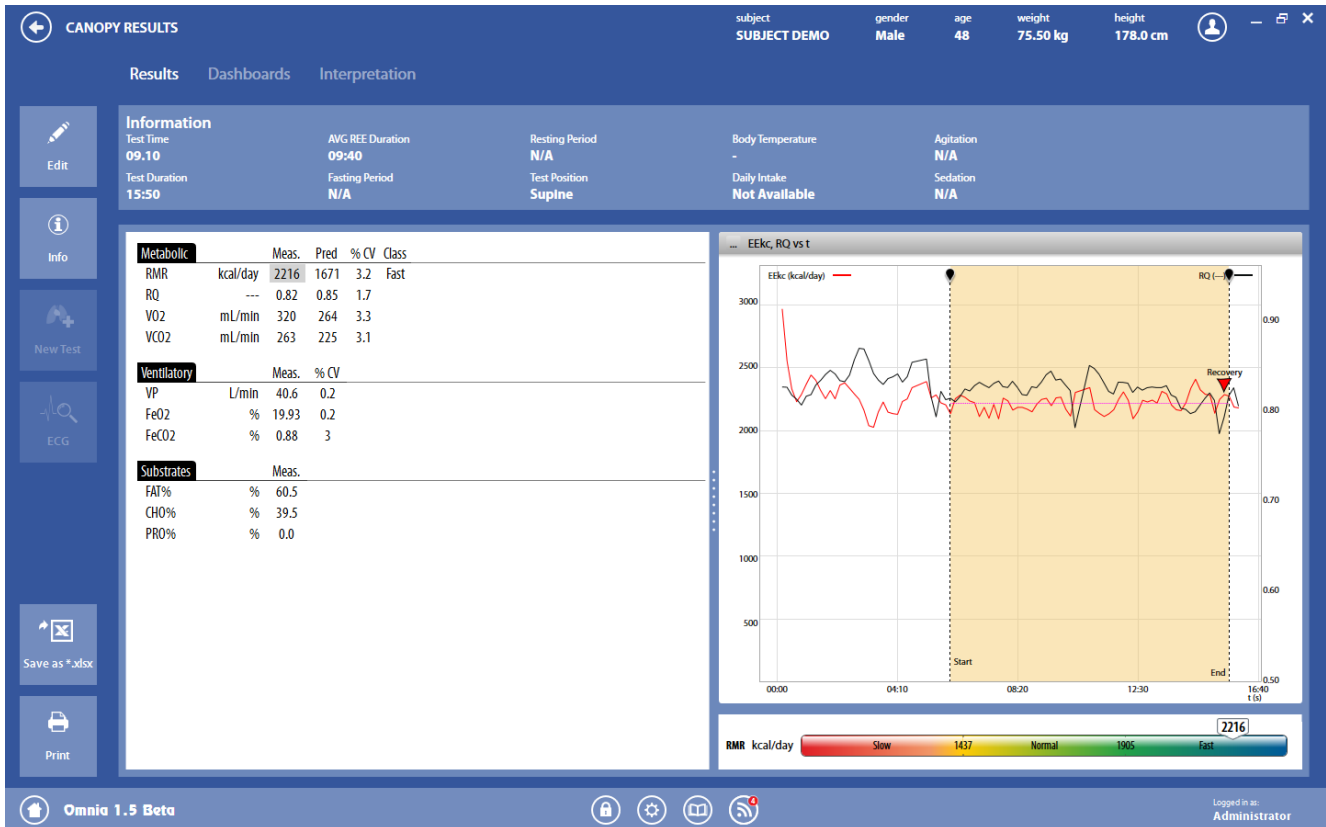 CANOPY RESULTS
subject gender age weight height
SUBJECT DEMO Male 48 75.50 kg 178.0 cm
Results Dashboards Interpretation
Edit
Info
New Test
ECG
Save as *.xlsx
Print
Information
Test Time AVG REE Duration Resting Period Body Temperature Agitation
09.10 09:40 N/A - N/A
Test Duration Fasting Period Test Position Daily Intake Sedation
15:50 N/A Supine Not Available N/A
Metabolic Meas. Pred % CV Class
RMR kcal/day 2216 1671 3.2 Fast
RQ --- 0.82 0.85 1.7
VO2 mL/min 320 264 3.3
VCO2 mL/min 263 225 3.1
Ventilatory Meas. % CV
VP L/min 40.6 0.2
FeO2 % 19.93 0.2
FeCO2 % 0.88 3
Substrates Meas.
FAT% % 60.5
CHO% % 39.5
PRO% % 0.0
... EEkc, RQ vs t
EEkc (kcal/day) RQ (---)
3000
0.90
2500
Recovery
0.80
2000
1500
0.70
1000
0.60
500
Start
End
0.50
00:00 04:10 08:20 12:30 16:40
t (s)
2216
RMR kcal/day Slow 1437 Normal 1905 Fast
Omnia 1.5 Beta
4
Logged in as:
Administrator